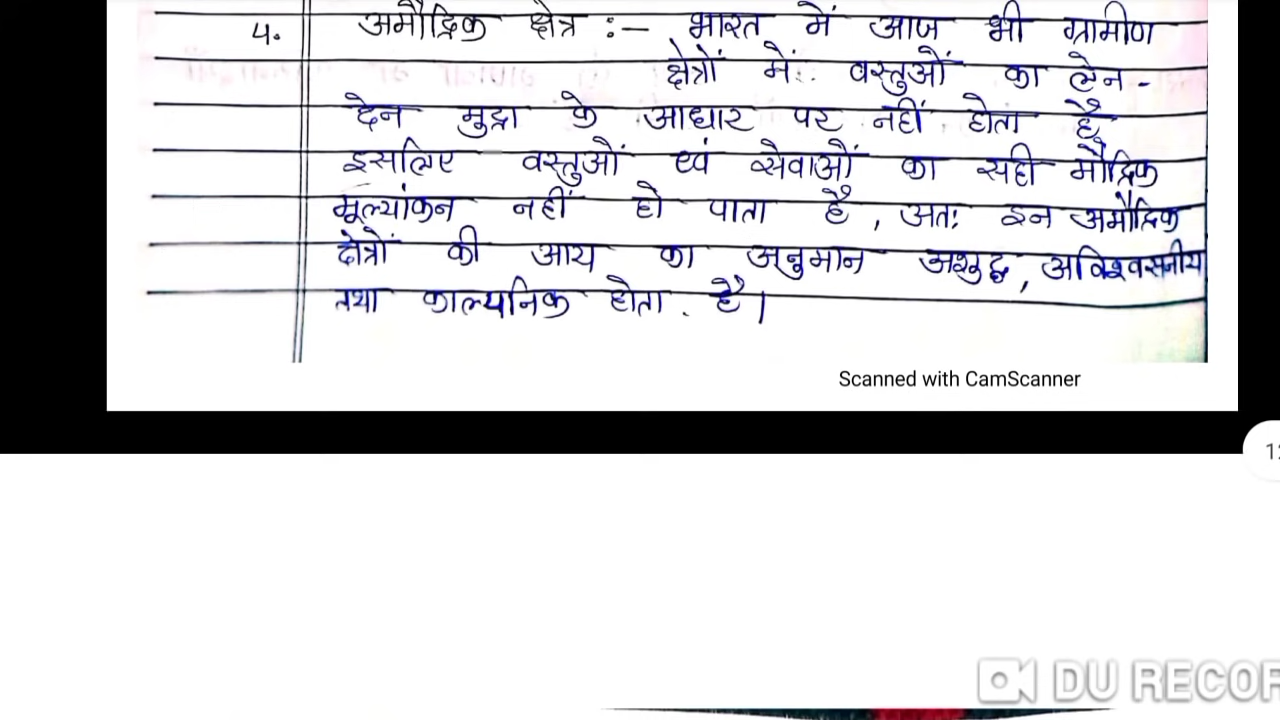 4. अमौद्रिक क्षेत्र :- भारत में आज भी ग्रामीण
क्षेत्रों में वस्तुओं का लेन-
देन मुद्रा के आधार पर नहीं होता है,
इसलिए वस्तुओं एवं सेवाओं का सही मौद्रिक
मूल्यांकन नहीं हो पाता है, अतः इन अमौद्रिक
क्षेत्रों की आय का अनुमान अशुद्ध, अविश्वसनीय
तथा काल्पनिक होता है।
Scanned with CamScanner
12
DU RECOR